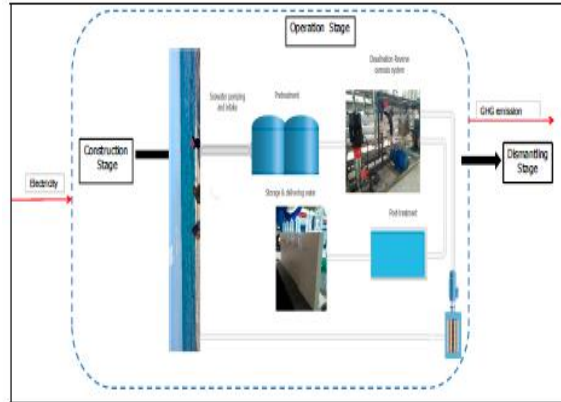 Operation Stage
Desalination Reverse
osmosis system
Seawater pumping
and intake
Pretreatment
GHG emission
Construction
Stage
Dismantling
Stage
Electricity
Storage & delivering water
Post-treatment